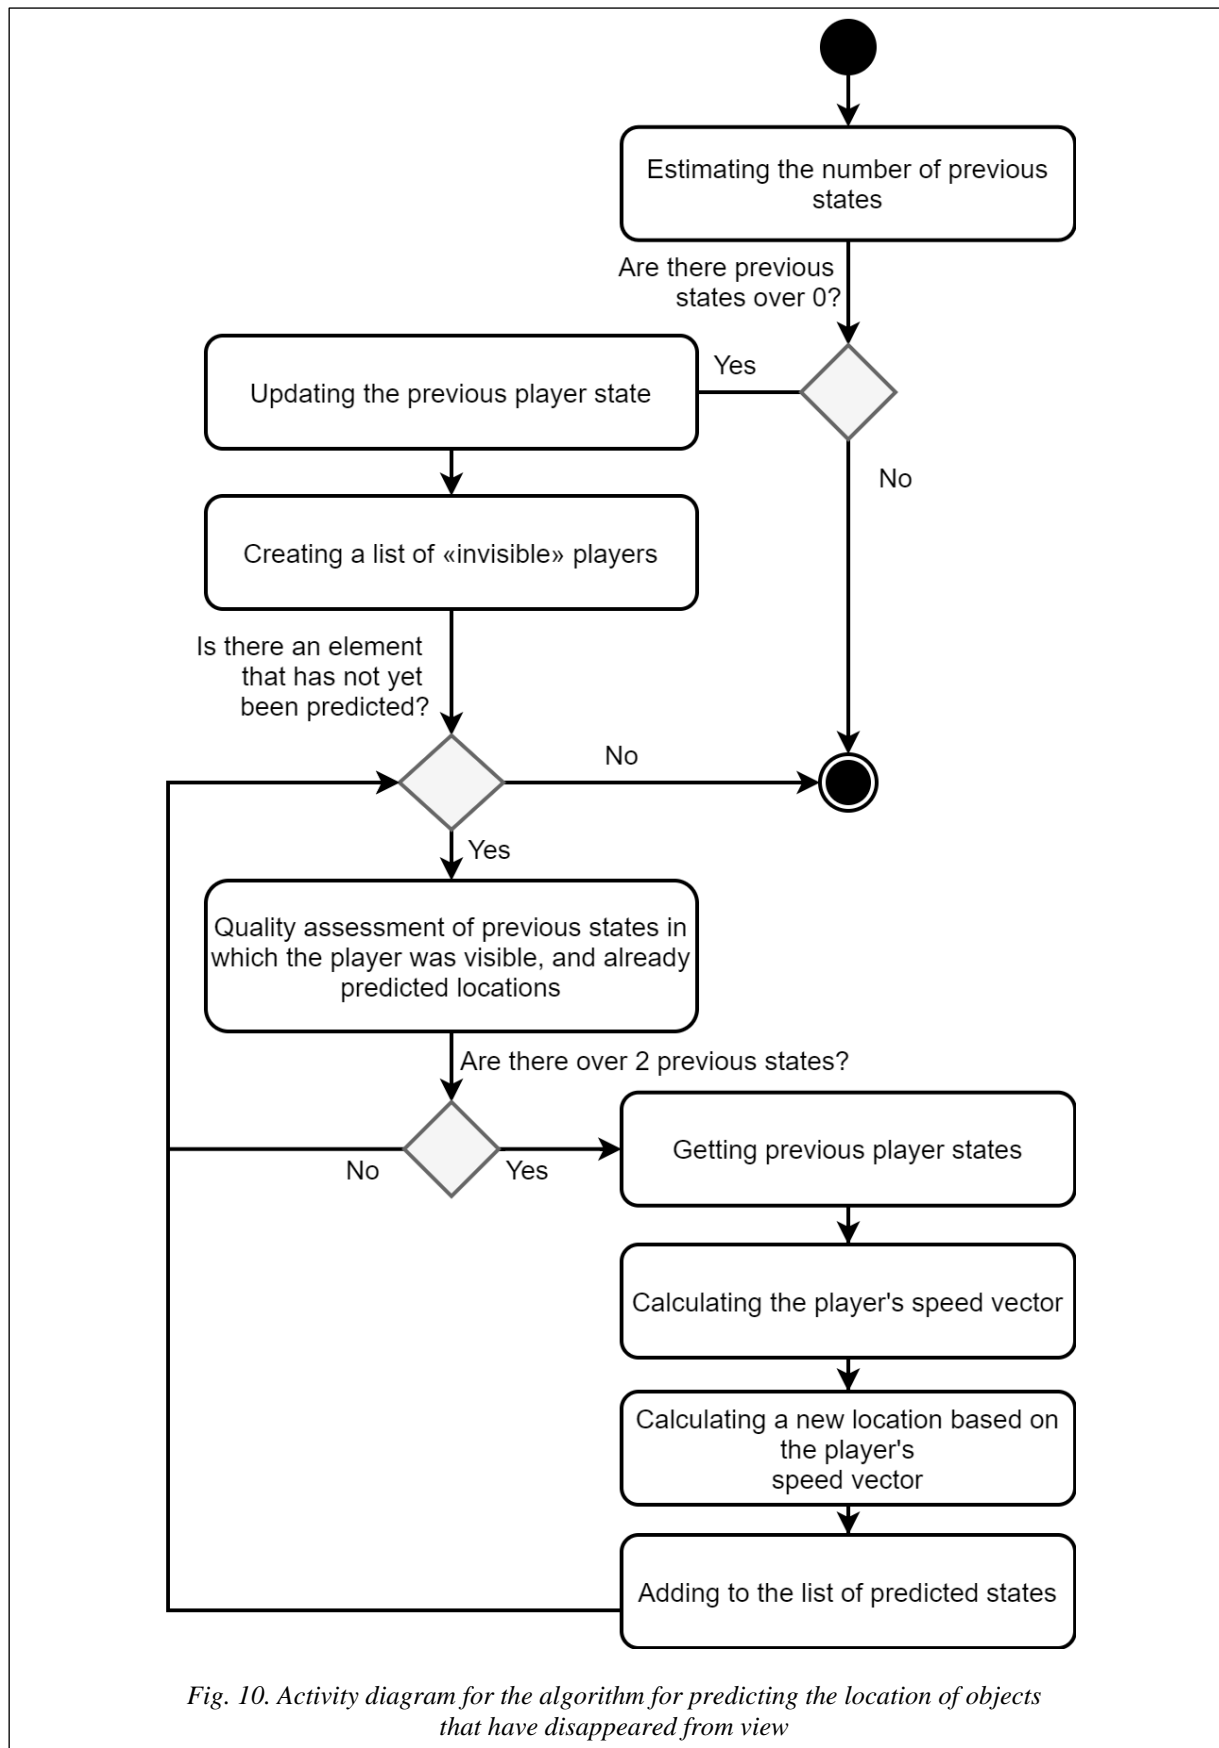 Estimating the number of previous
states
Are there previous
states over 0?
Yes
Updating the previous player state
No
Creating a list of «invisible» players
Is there an element
that has not yet
been predicted?
No
Yes
Quality assessment of previous states in
which the player was visible, and already
predicted locations
Are there over 2 previous states?
No
Yes
Getting previous player states
Calculating the player's speed vector
Calculating a new location based on
the player's
speed vector
Adding to the list of predicted states
Fig. 10. Activity diagram for the algorithm for predicting the location of objects
that have disappeared from view